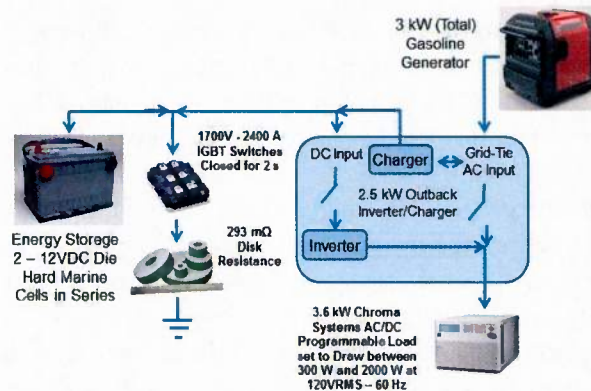 3 kW (Total)
Gasoline
Generator
1700V - 2400 A
IGBT Switches
Closed for 2 s
DC Input
Charger
Grid-Tie
AC Input
2.5 kW Outback
Inverter/Charger
Inverter
Energy Storege
2 – 12VDC Die
Hard Marine
Cells in Series
293 mΩ
Disk
Resistance
3.6 kW Chroma
Systems AC/DC
Programmable Load
set to Draw between
300 W and 2000 W at
120VRMS – 60 Hz